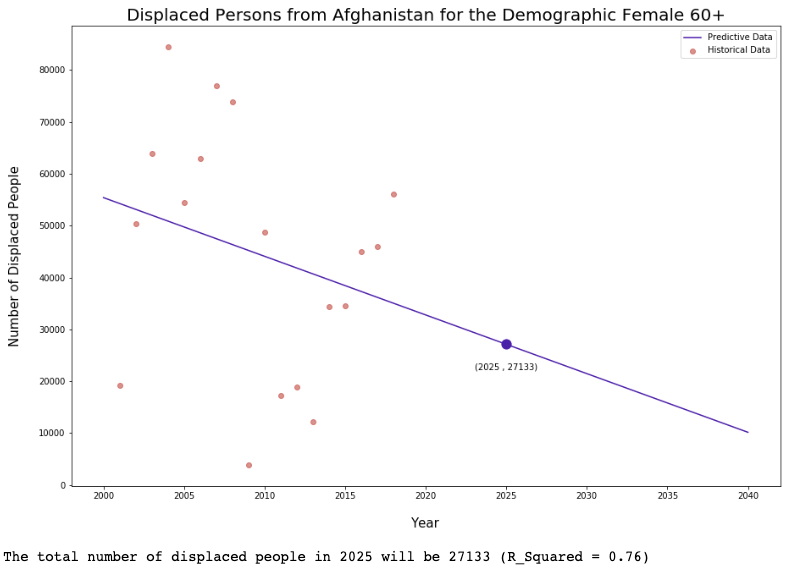 Displaced Persons from Afghanistan for the Demographic Female 60+
Predictive Data
Historical Data
80000
70000
60000
50000
40000
30000
20000
10000
0
Number of Displaced People
(2025 , 27133)
2000 2005 2010 2015 2020 2025 2030 2035 2040
Year
The total number of displaced people in 2025 will be 27133 (R_Squared = 0.76)